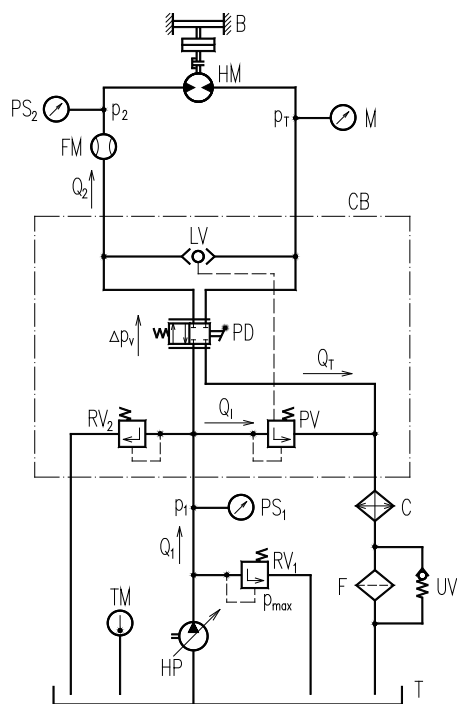 B
HM
PS2
p2
pT
M
FM
Q2
CB
LV
Δpv
PD
QT
RV2
QI
PV
p1
PS1
C
Q1
RV1
F
UV
TM
pmax
HP
T